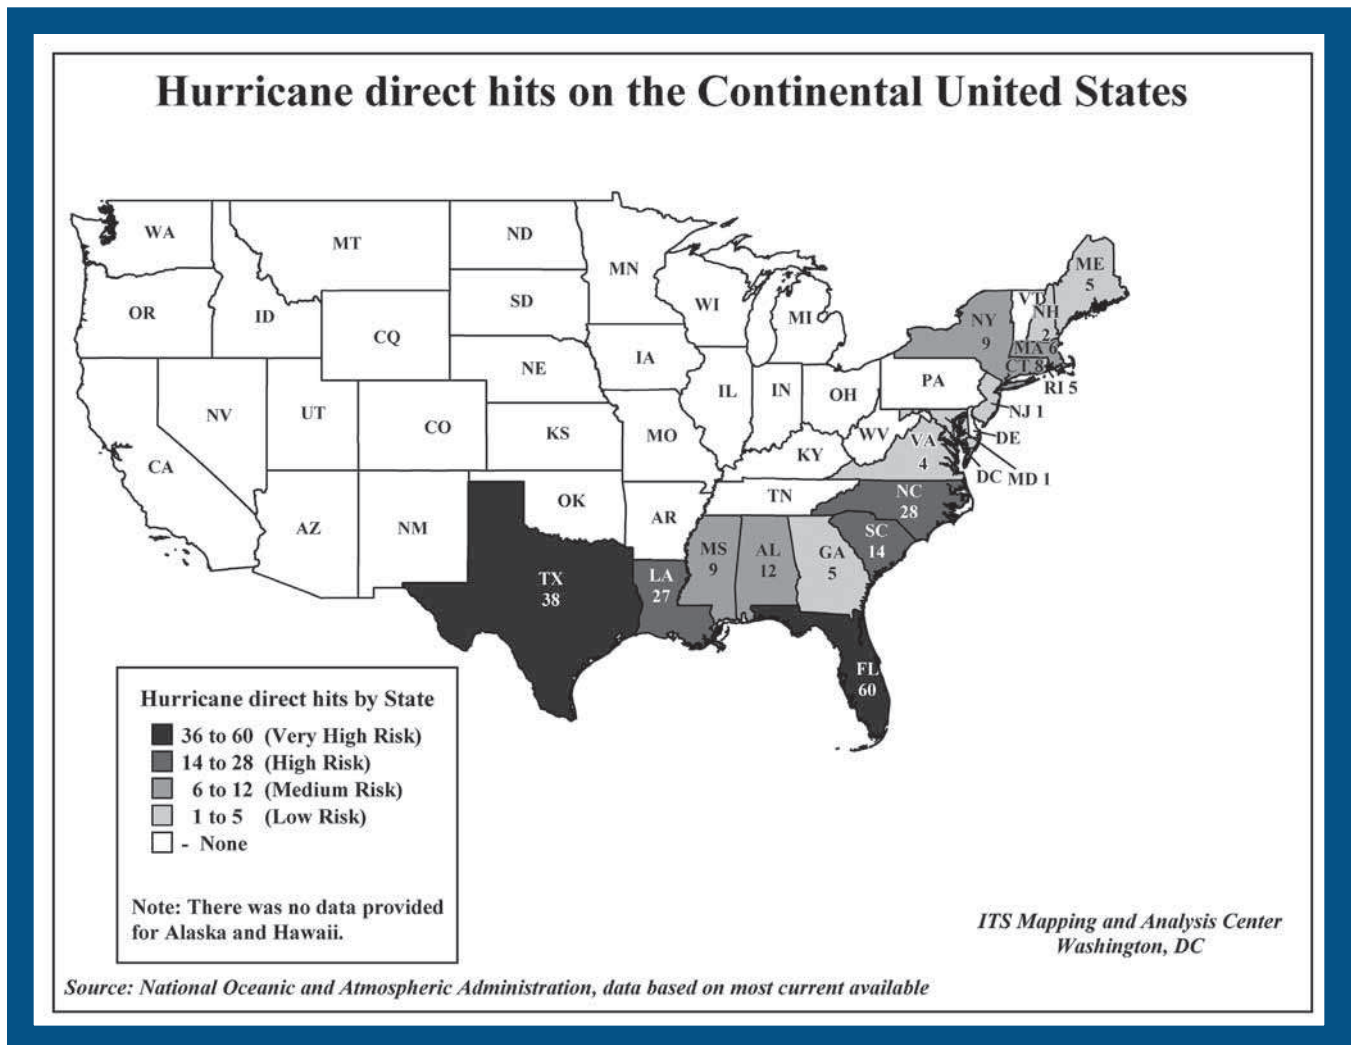 Hurricane direct hits on the Continental United States
WA
MT
ND
MN
ME
5
OR
ID
SD
WI
MI
VT
NH
2
NY
9
MA 6
CT 8
RI 5
CQ
IA
NE
PA
NV
UT
CO
IL
IN
OH
NJ 1
KS
MO
WV
VA
4
DE
CA
KY
DC
MD 1
OK
TN
NC
28
AZ
NM
AR
SC
14
MS
9
AL
12
GA
5
TX
38
LA
27
FL
60
Hurricane direct hits by State
36 to 60 (Very High Risk)
14 to 28 (High Risk)
6 to 12 (Medium Risk)
1 to 5 (Low Risk)
- None
Note: There was no data provided
for Alaska and Hawaii.
ITS Mapping and Analysis Center
Washington, DC
Source: National Oceanic and Atmospheric Administration, data based on most current available